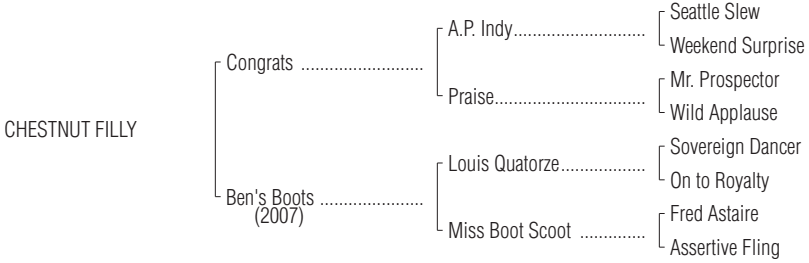 Seattle Slew
A.P. Indy..............................
Weekend Surprise
Congrats ............................
Mr. Prospector
Praise..................................
Wild Applause
CHESTNUT FILLY
Sovereign Dancer
Louis Quatorze...................
On to Royalty
Ben's Boots ........................
(2007)
Fred Astaire
Miss Boot Scoot ...............
Assertive Fling